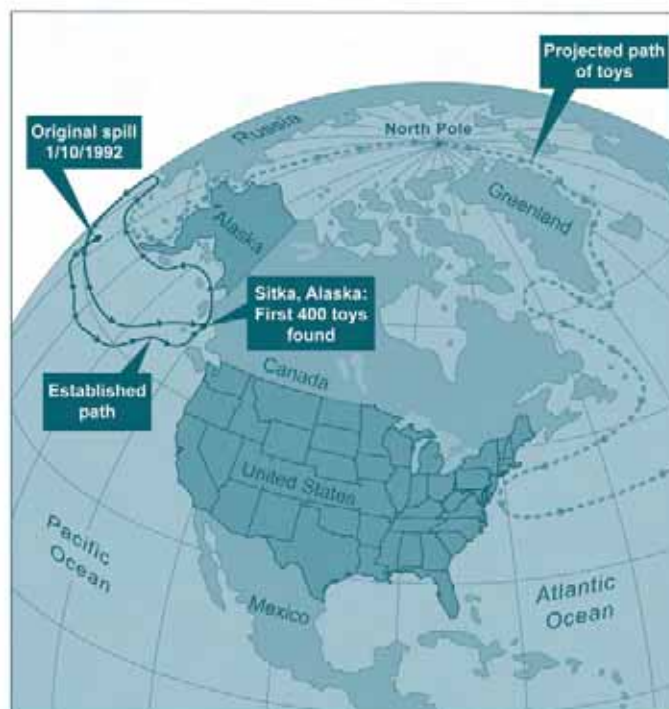 Projected path
of toys
Original spill
1/10/1992
Russia
North Pole
Greenland
Alaska
Sitka, Alaska:
First 400 toys
found
Canada
Established
path
United States
Pacific
Ocean
Atlantic
Ocean
Mexico